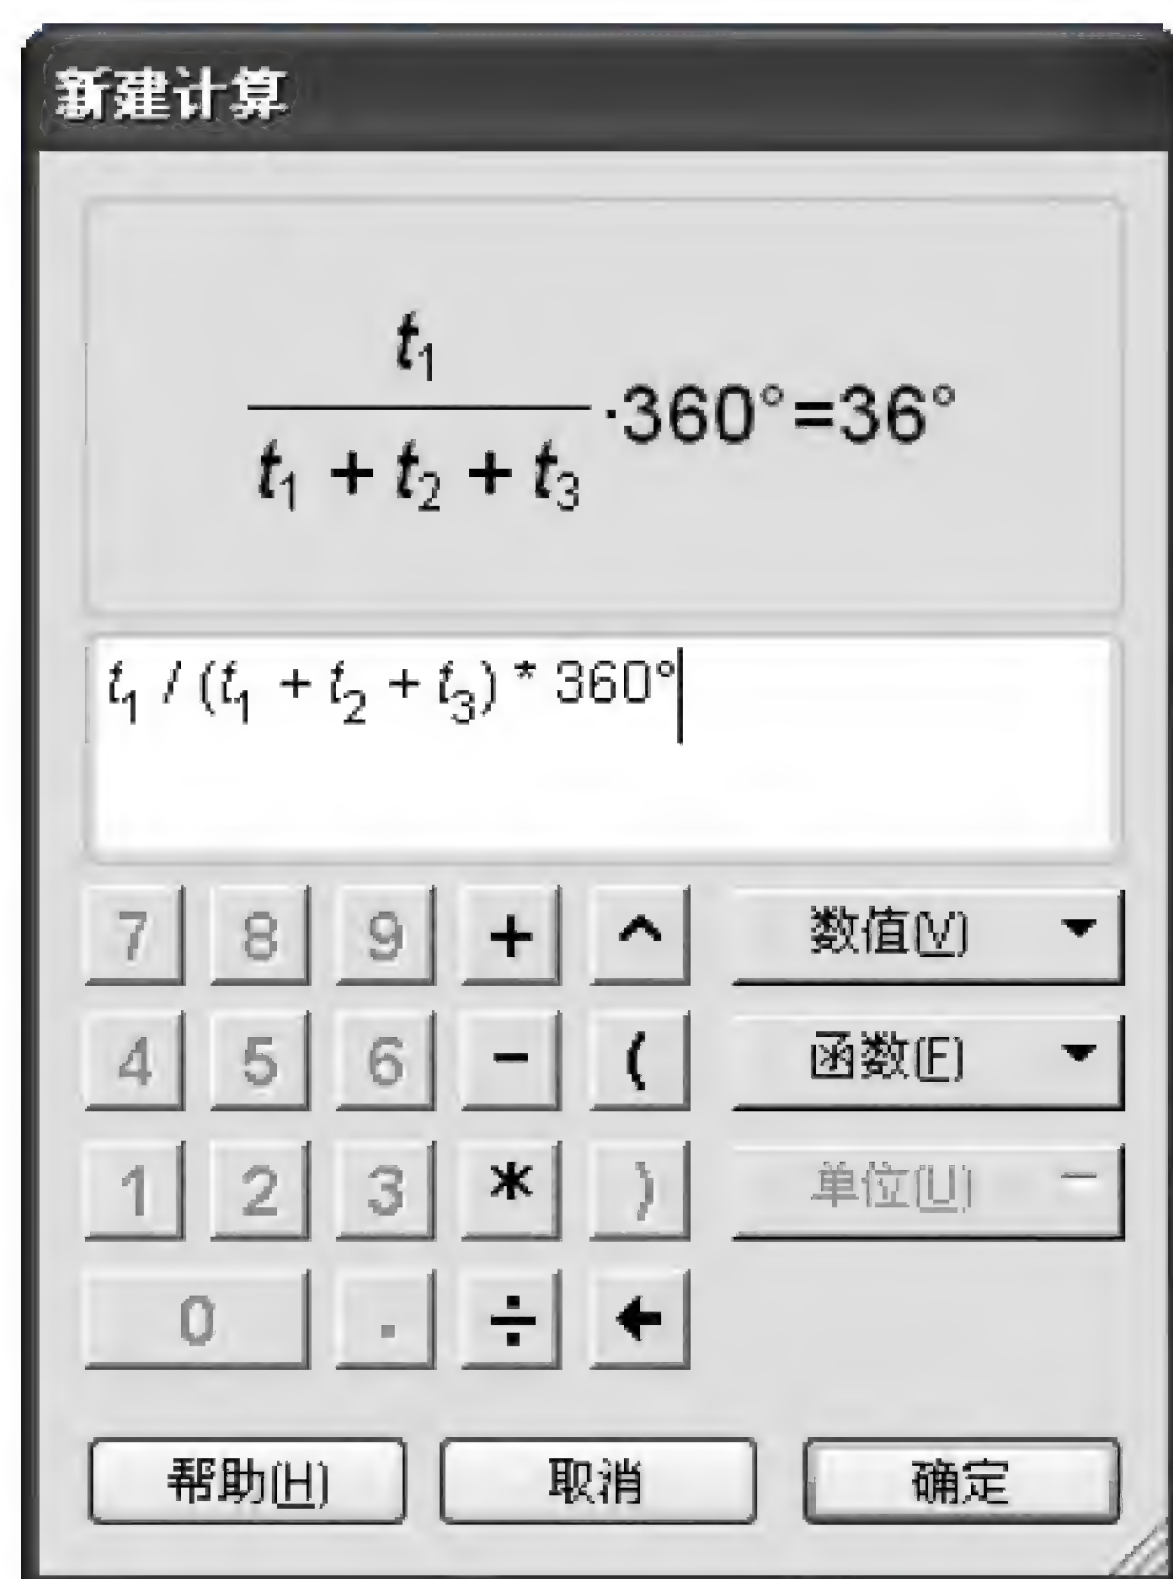 新建计算
t₁
t₁ + t₂ + t₃ ·360°=36°
t₁ / (t₁ + t₂ + t₃) * 360°
7 8 9 + ^ 数值(V)
4 5 6 - ( 函数(F)
1 2 3 * ) 单位(U)
0 . ÷ ←
帮助(H) 取消 确定